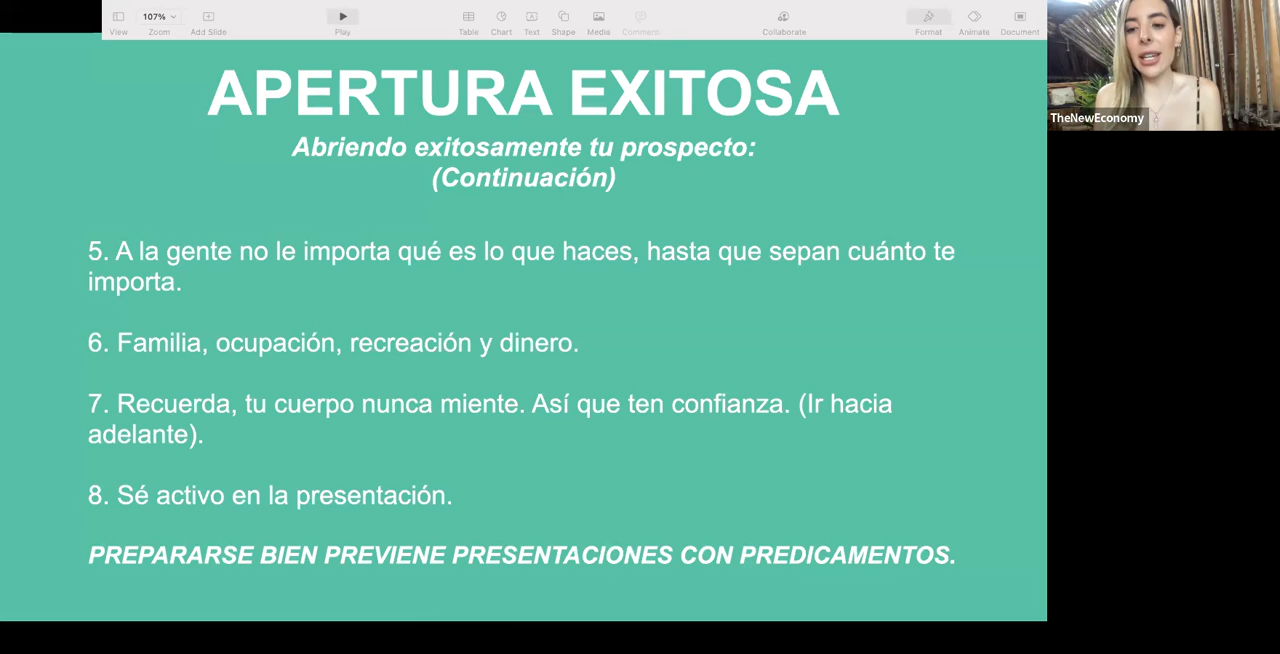 107%
View
Zoom
Add Slide
Play
Table
Chart
Text
Shape
Media
Comment
Collaborate
Format
Animate
Document
TheNewEconomy
APERTURA EXITOSA
Abriendo exitosamente tu prospecto:
(Continuación)
5. A la gente no le importa qué es lo que haces, hasta que sepan cuánto te
importa.
6. Familia, ocupación, recreación y dinero.
7. Recuerda, tu cuerpo nunca miente. Así que ten confianza. (Ir hacia
adelante).
8. Sé activo en la presentación.
PREPARARSE BIEN PREVIENE PRESENTACIONES CON PREDICAMENTOS.